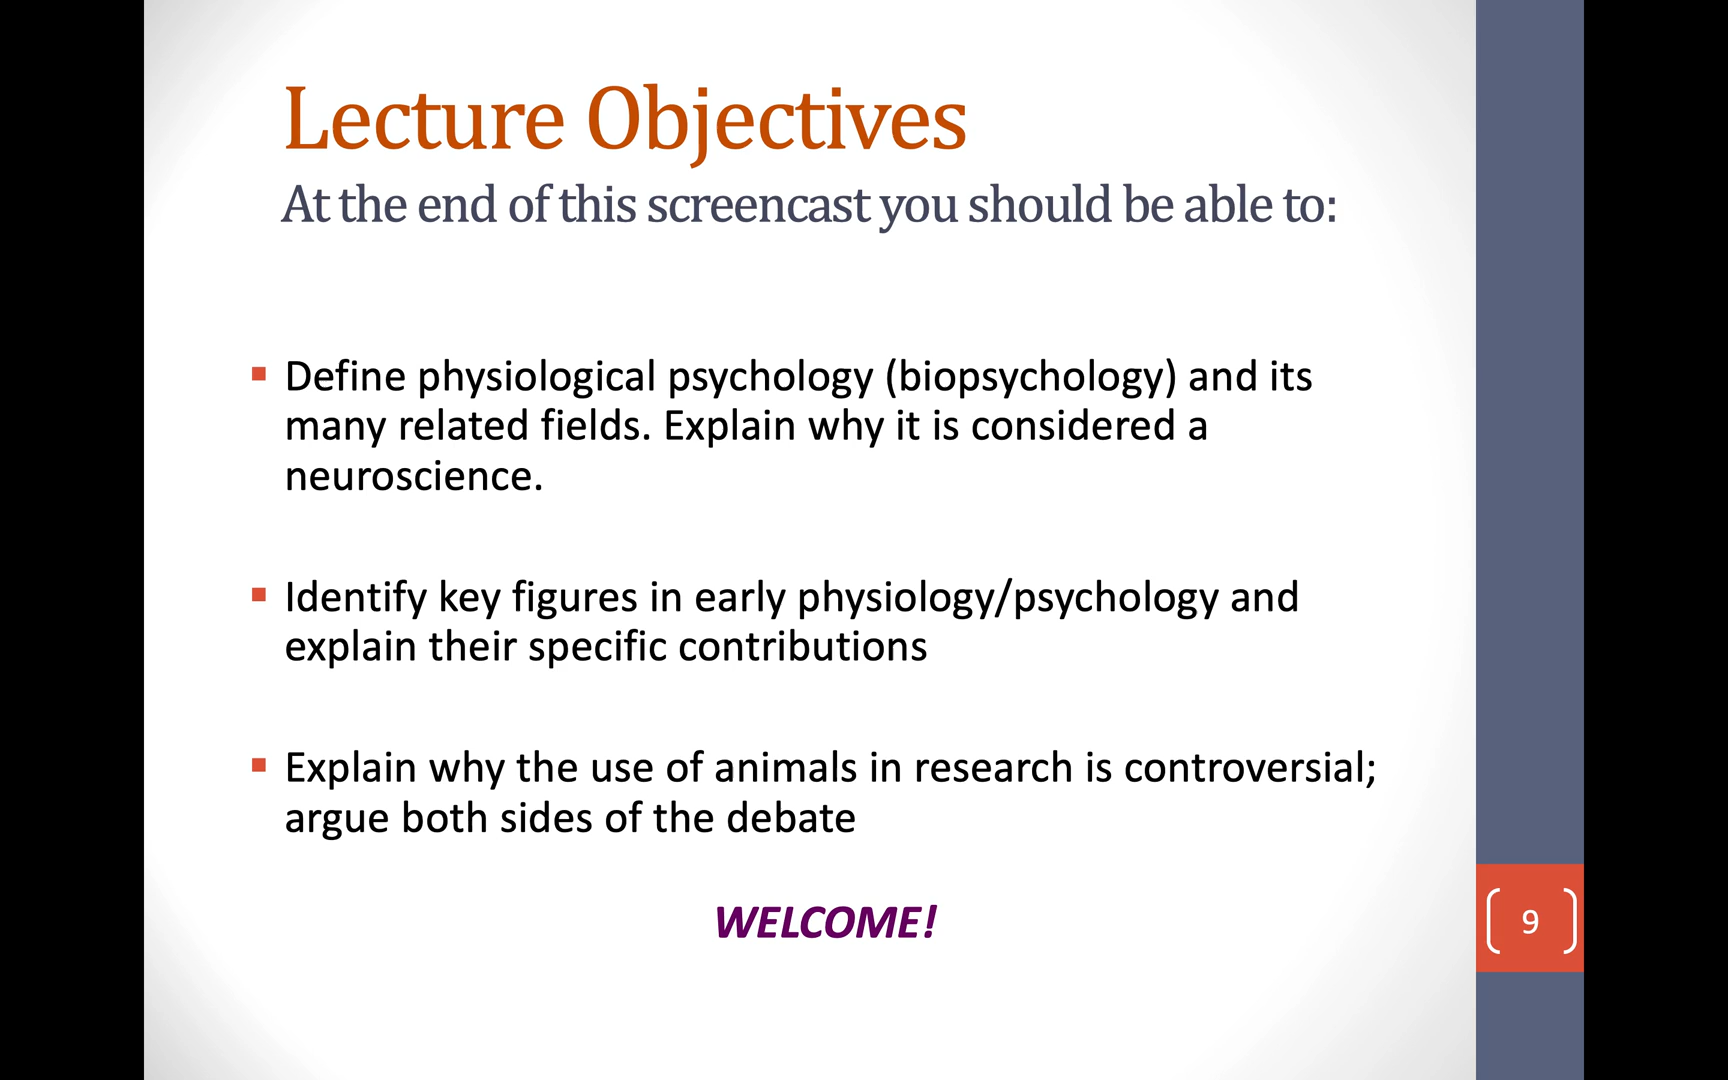 Lecture Objectives
At the end of this screencast you should be able to:
▪ Define physiological psychology (biopsychology) and its
many related fields. Explain why it is considered a
neuroscience.
▪ Identify key figures in early physiology/psychology and
explain their specific contributions
▪ Explain why the use of animals in research is controversial;
argue both sides of the debate
WELCOME!
9